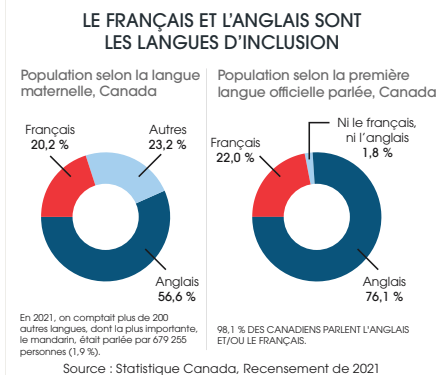 LE FRANÇAIS ET L'ANGLAIS SONT
LES LANGUES D'INCLUSION
Population selon la langue
maternelle, Canada
Français
20,2 %
Autres
23,2 %
Anglais
56,6 %
En 2021, on comptait plus de 200
autres langues, dont la plus importante,
le mandarin, était parlée par 679 255
personnes (1,9 %).
Population selon la première
langue officielle parlée, Canada
Français
22,0 %
Ni le français,
ni l'anglais
1,8 %
Anglais
76,1 %
98,1 % DES CANADIENS PARLENT L'ANGLAIS
ET/OU LE FRANÇAIS.
Source : Statistique Canada, Recensement de 2021